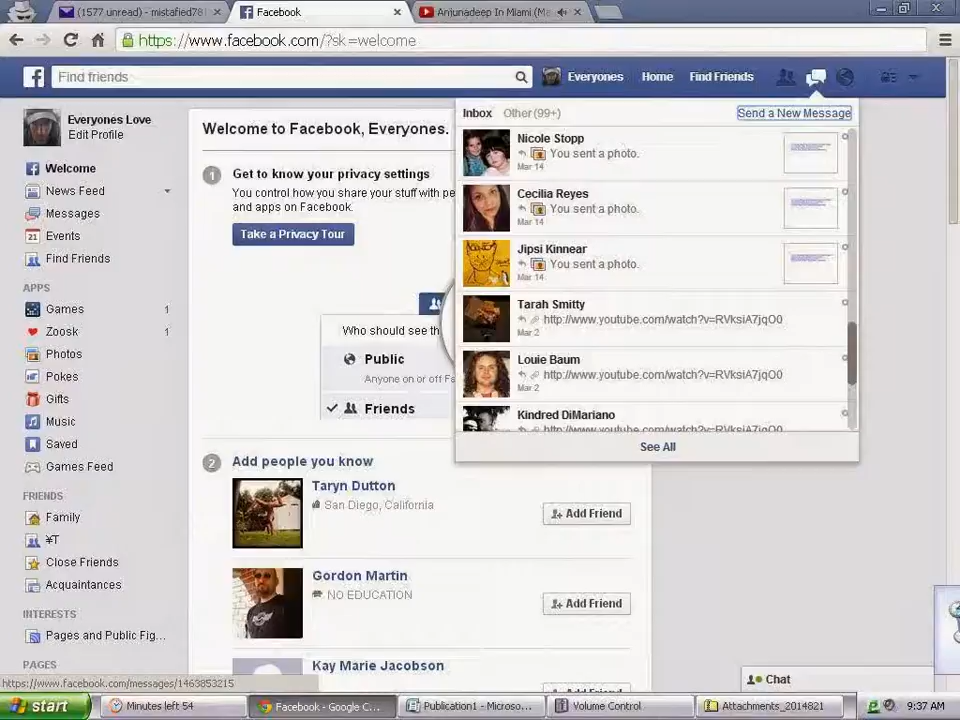 (1577 unread) - mistafied78
Facebook
Anjunadeep In Miami (Ma
https://www.facebook.com/?sk=welcome
Find friends
Everyones
Home
Find Friends
Everyones Love
Edit Profile
Welcome
News Feed
Messages
Events
Find Friends
APPS
Games 1
Zoosk 1
Photos
Pokes
Gifts
Music
Saved
Games Feed
FRIENDS
Family
¥T
Close Friends
Acquaintances
INTERESTS
Pages and Public Fig...
PAGES
Welcome to Facebook, Everyones.
1
Get to know your privacy settings
You control how you share your stuff with pe
and apps on Facebook.
Take a Privacy Tour
Who should see th
Public
Anyone on or off Fa
Friends
2
Add people you know
Taryn Dutton
San Diego, California
Add Friend
Gordon Martin
NO EDUCATION
Add Friend
Kay Marie Jacobson
Add Friend
Inbox Other (99+)
Send a New Message
Nicole Stopp
You sent a photo.
Mar 14
Cecilia Reyes
You sent a photo.
Mar 14
Jipsi Kinnear
You sent a photo.
Mar 14
Tarah Smitty
http://www.youtube.com/watch?v=RVksiA7jqO0
Mar 2
Louie Baum
http://www.youtube.com/watch?v=RVksiA7jqO0
Mar 2
Kindred DiMariano
http://www.youtube.com/watch?v=RVksiA7jqO0
See All
Chat
https://www.facebook.com/messages/1463853215
start
Minutes left 54
Facebook - Google C...
Publication1 - Microso...
Volume Control
Attachments_2014821
9:37 AM